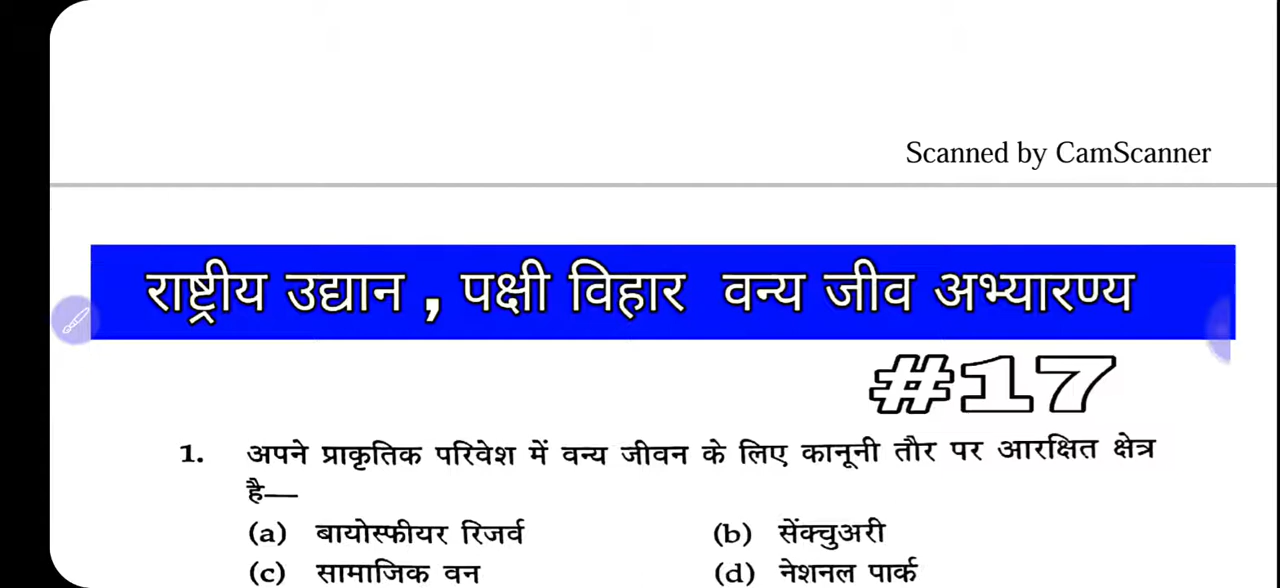 Scanned by CamScanner
राष्ट्रीय उद्यान , पक्षी विहार वन्य जीव अभ्यारण्य
#17
1. अपने प्राकृतिक परिवेश में वन्य जीवन के लिए कानूनी तौर पर आरक्षित क्षेत्र
है—
(a) बायोस्फीयर रिजर्व (b) सेंक्चुअरी
(c) सामाजिक वन (d) नेशनल पार्क